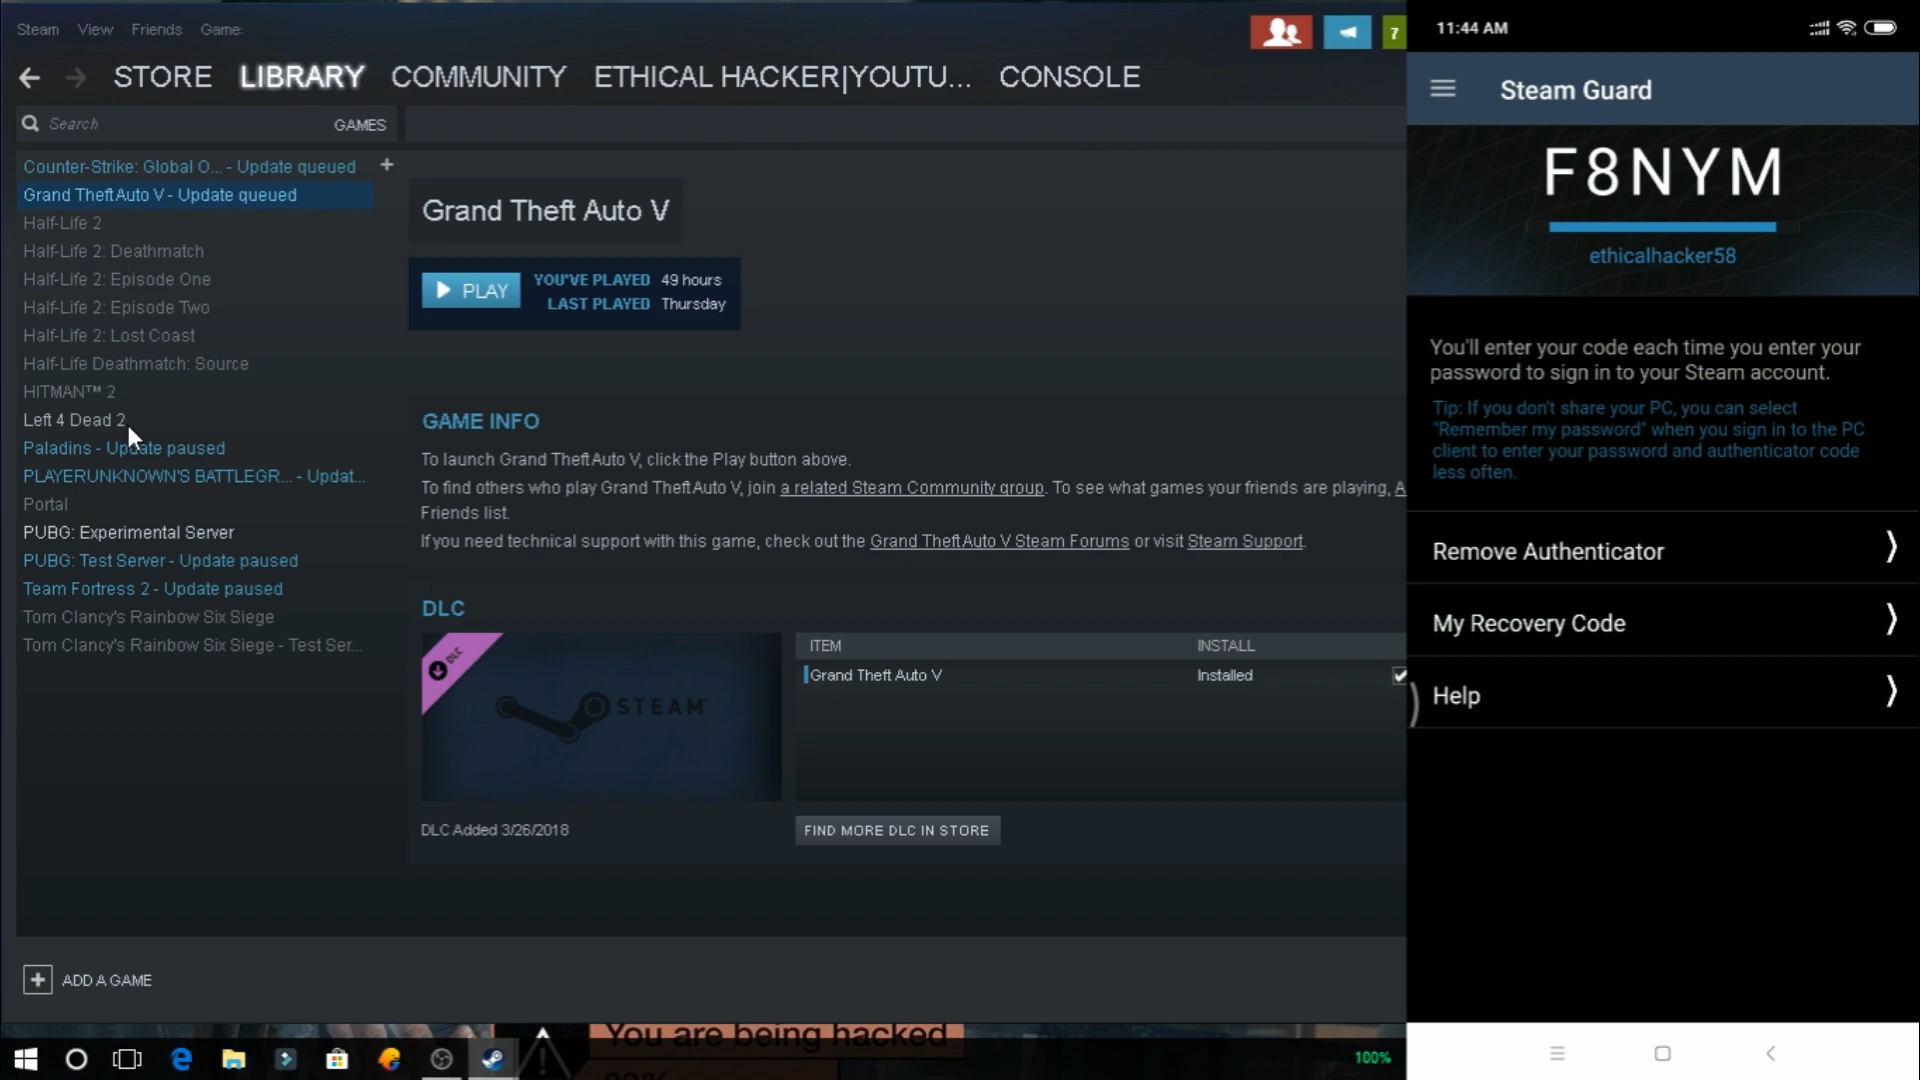 Steam View Friends Game:
7
STORE LIBRARY COMMUNITY ETHICAL HACKER|YOUTU... CONSOLE
Search GAMES
Counter-Strike: Global O... - Update queued
Grand Theft Auto V - Update queued
Half-Life 2
Half-Life 2: Deathmatch
Half-Life 2: Episode One
Half-Life 2: Episode Two
Half-Life 2: Lost Coast
Half-Life Deathmatch: Source
HITMAN™ 2
Left 4 Dead 2
Paladins - Update paused
PLAYERUNKNOWN'S BATTLEGR... - Updat...
Portal
PUBG: Experimental Server
PUBG: Test Server - Update paused
Team Fortress 2 - Update paused
Tom Clancy's Rainbow Six Siege
Tom Clancy's Rainbow Six Siege - Test Ser...
ADD A GAME
Grand Theft Auto V
PLAY
YOU'VE PLAYED 49 hours
LAST PLAYED Thursday
GAME INFO
To launch Grand Theft Auto V, click the Play button above.
To find others who play Grand Theft Auto V, join a related Steam Community group. To see what games your friends are playing, A
Friends list.
If you need technical support with this game, check out the Grand Theft Auto V Steam Forums or visit Steam Support.
DLC
DLC
STEAM
ITEM INSTALL
Grand Theft Auto V Installed
DLC Added 3/26/2018
FIND MORE DLC IN STORE
You are being hacked
100%
11:44 AM
Steam Guard
F8NYM
ethicalhacker58
You'll enter your code each time you enter your
password to sign in to your Steam account.
Tip: If you don't share your PC, you can select
"Remember my password" when you sign in to the PC
client to enter your password and authenticator code
less often.
Remove Authenticator
My Recovery Code
Help